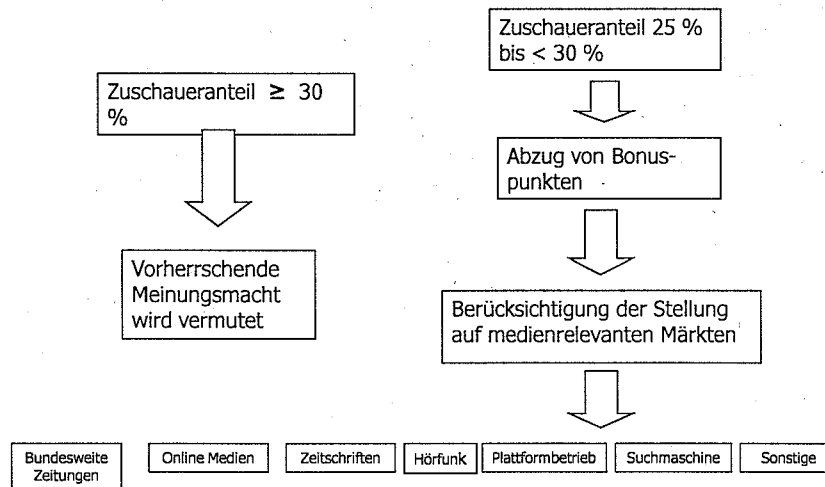 Zuschaueranteil ≥ 30
%
Vorherrschende
Meinungsmacht
wird vermutet
Zuschaueranteil 25 %
bis < 30 %
Abzug von Bonus-
punkten
Berücksichtigung der Stellung
auf medienrelevanten Märkten
Bundesweite
Zeitungen
Online Medien
Zeitschriften
Hörfunk
Plattformbetrieb
Suchmaschine
Sonstige